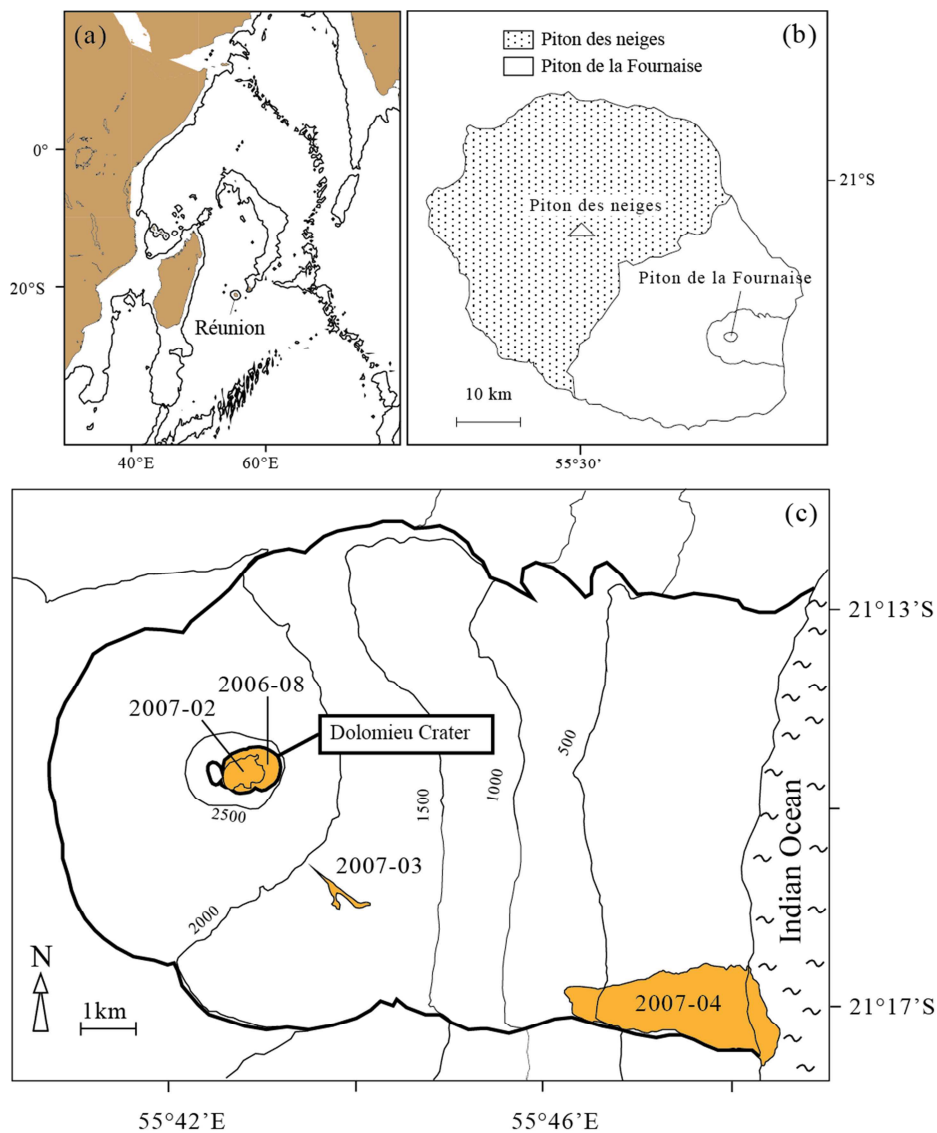 (a)
0°
20°S
Réunion
40°E
60°E
(b)
Piton des neiges
Piton de la Fournaise
21°S
Piton des neiges
Piton de la Fournaise
10 km
55°30'
(c)
21°13'S
2006-08
2007-02
Dolomieu Crater
2500
500
1000
1500
2007-03
2000
Indian Ocean
N
1km
2007-04
21°17'S
55°42'E
55°46'E